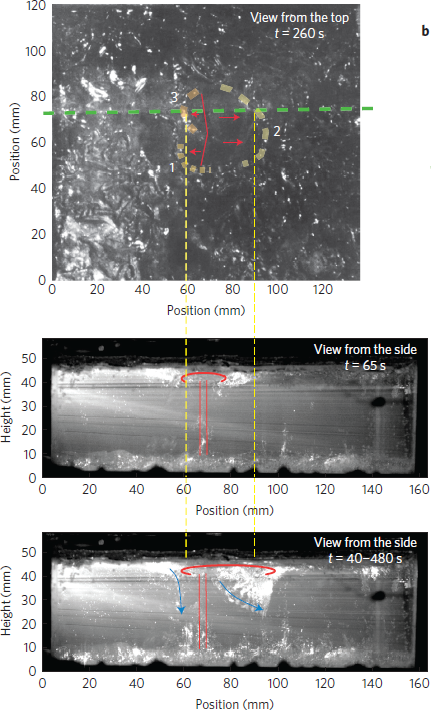 120
100
80
60
40
20
0
Position (mm)
View from the top
t = 260 s
3
2
1
0 20 40 60 80 100 120
Position (mm)
b
50
40
30
20
10
0
Height (mm)
View from the side
t = 65 s
0 20 40 60 80 100 120 140 160
Position (mm)
50
40
30
20
10
0
Height (mm)
View from the side
t = 40–480 s
0 20 40 60 80 100 120 140 160
Position (mm)